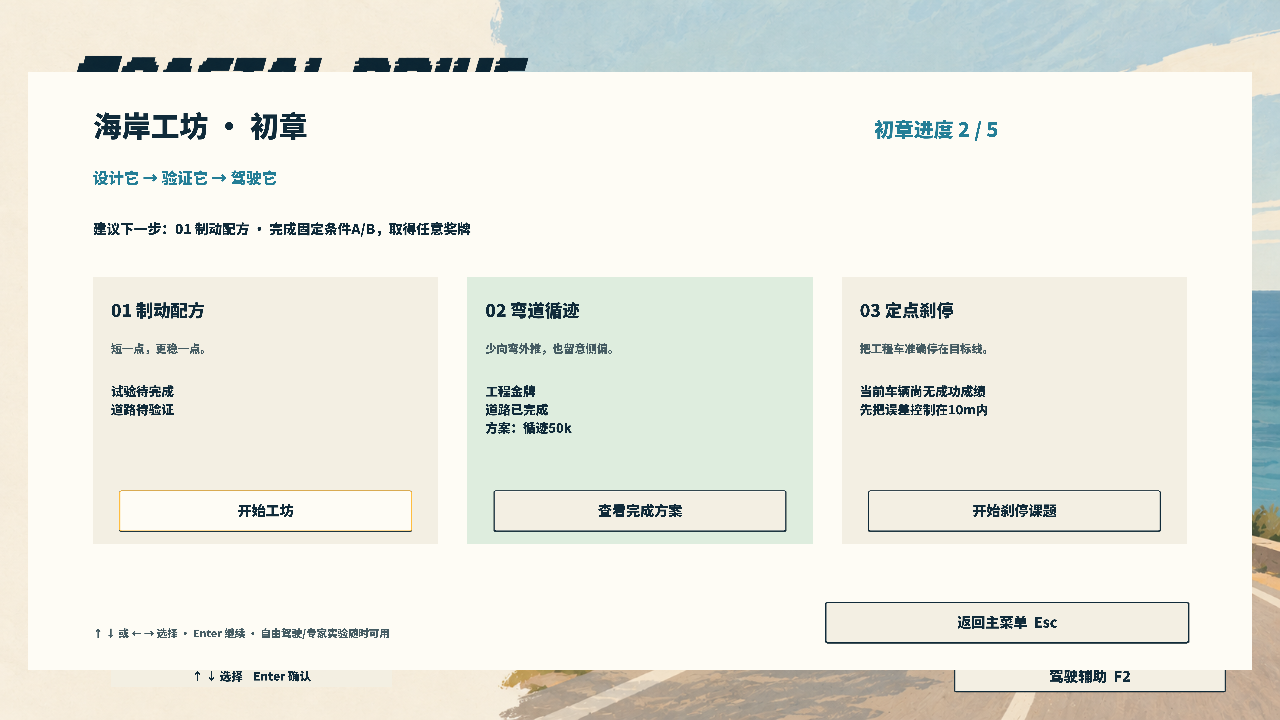 海岸工坊 · 初章
初章进度 2 / 5
设计它 → 验证它 → 驾驶它
建议下一步：01 制动配方 · 完成固定条件A/B，取得任意奖牌
01 制动配方
短一点，更稳一点。
试验待完成
道路待验证
开始工坊
02 弯道循迹
少向弯外推，也留意侧偏。
工程金牌
道路已完成
方案：循迹50k
查看完成方案
03 定点刹停
把工程车准确停在目标线。
当前车辆尚无成功成绩
先把误差控制在10m内
开始刹停课题
返回主菜单 Esc
↑ ↓ 或 ← → 选择 · Enter 继续 · 自由驾驶/专家实验随时可用
↑ ↓ 选择 Enter 确认
驾驶辅助 F2